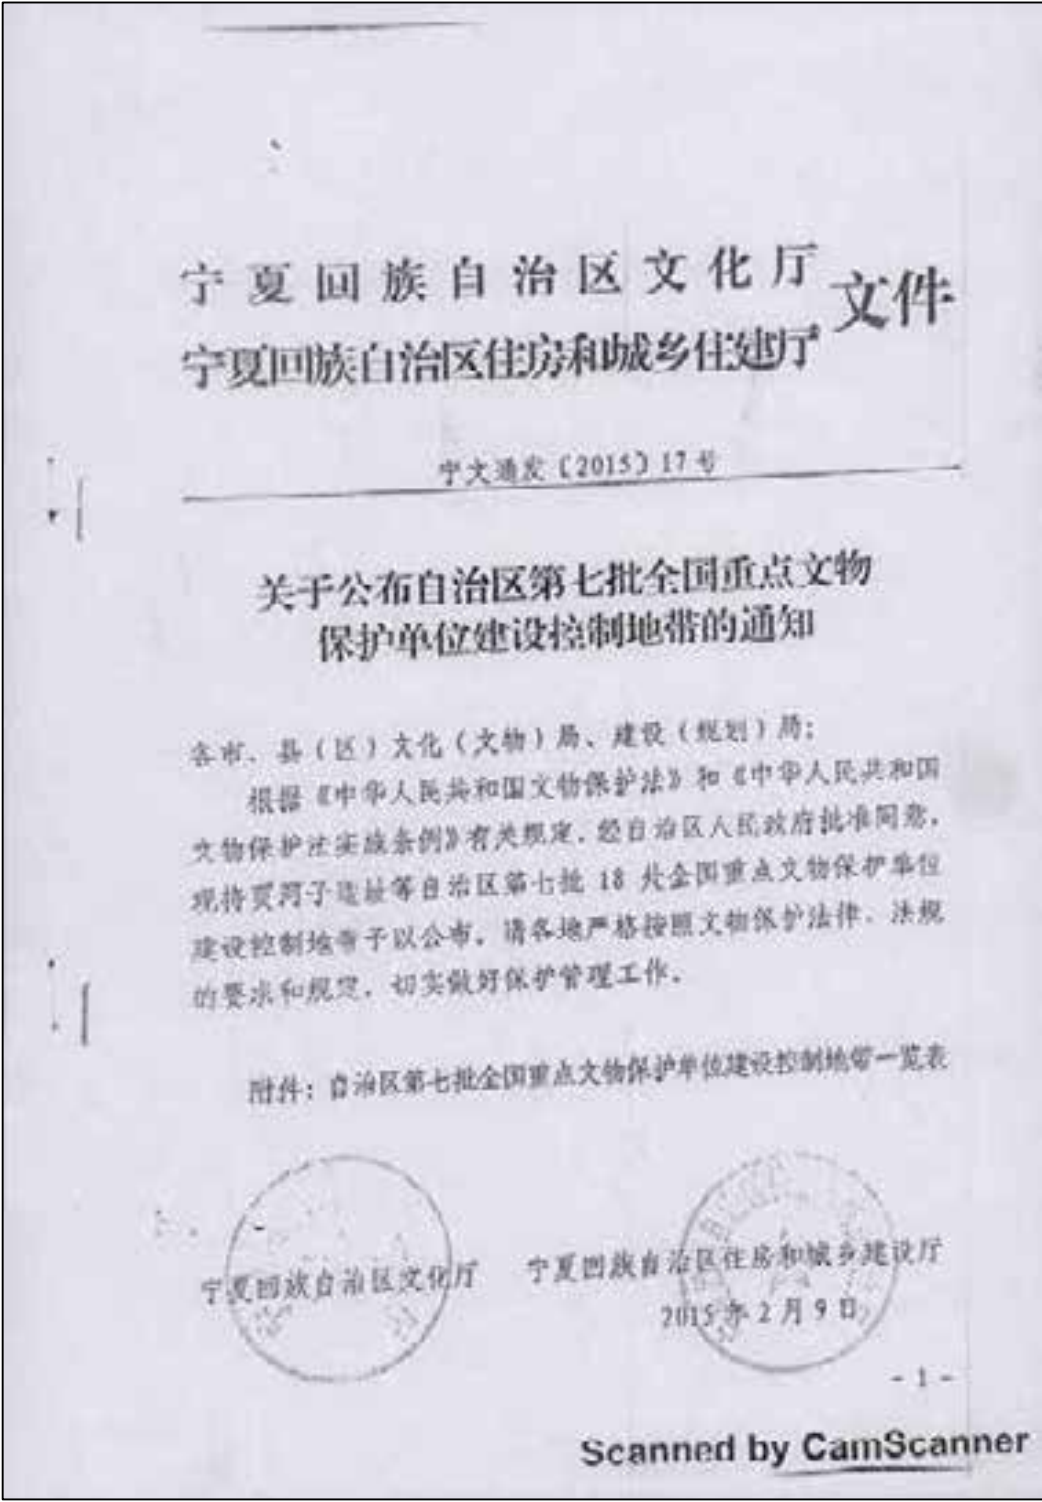 宁夏回族自治区文化厅
宁夏回族自治区住房和城乡住建厅
文件
宁文通发〔2015〕17号
关于公布自治区第七批全国重点文物
保护单位建设控制地带的通知
各市、县（区）文化（文物）局、建设（规划）局：
根据《中华人民共和国文物保护法》和《中华人民共和国
文物保护法实施条例》有关规定，经自治区人民政府批准同意，
现将贾河子遗址等自治区第七批 18 处全国重点文物保护单位
建设控制地带予以公布。请各地严格按照文物保护法律、法规
的要求和规定，切实做好保护管理工作。
附件：自治区第七批全国重点文物保护单位建设控制地带一览表
宁夏回族自治区文化厅
宁夏回族自治区住房和城乡建设厅
2015 年 2 月 9 日
- 1 -
Scanned by CamScanner